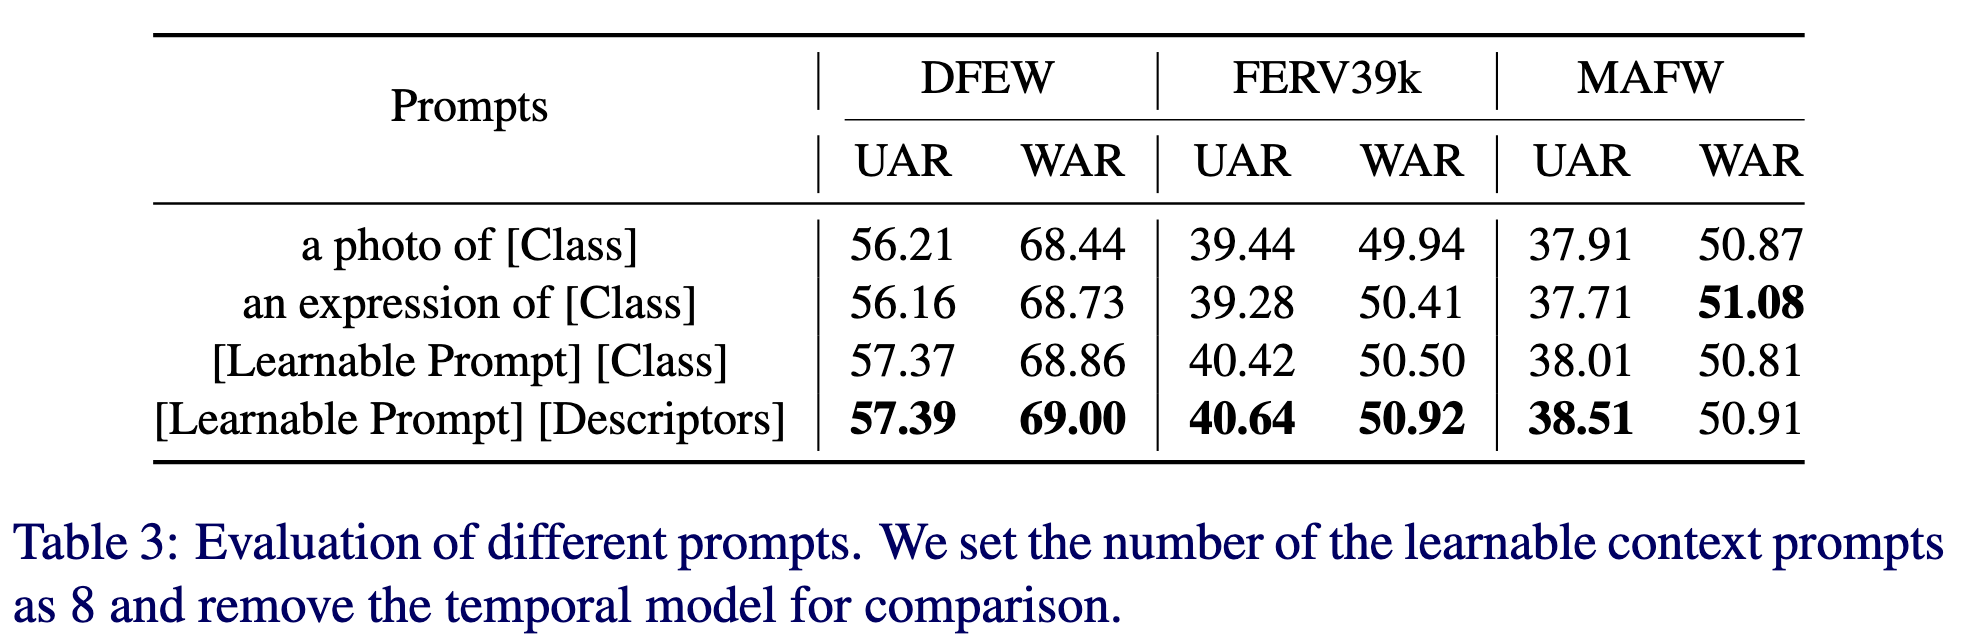 Prompts DFEW FERV39k MAFW
UAR WAR UAR WAR UAR WAR
a photo of [Class] 56.21 68.44 39.44 49.94 37.91 50.87
an expression of [Class] 56.16 68.73 39.28 50.41 37.71 51.08
[Learnable Prompt] [Class] 57.37 68.86 40.42 50.50 38.01 50.81
[Learnable Prompt] [Descriptors] 57.39 69.00 40.64 50.92 38.51 50.91
Table 3: Evaluation of different prompts. We set the number of the learnable context prompts
as 8 and remove the temporal model for comparison.